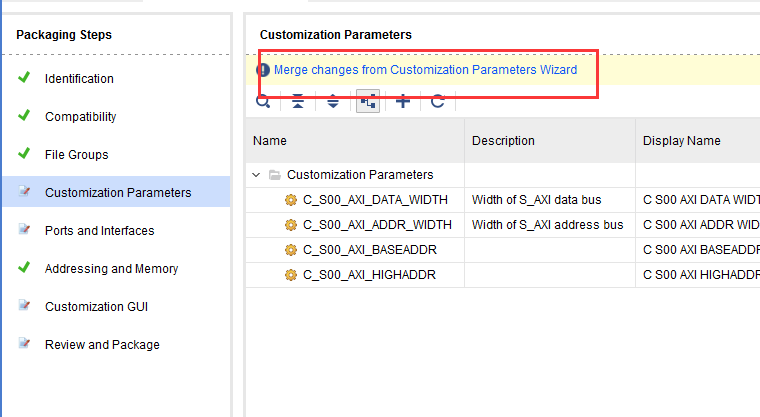 Packaging Steps
Identification
Compatibility
File Groups
Customization Parameters
Ports and Interfaces
Addressing and Memory
Customization GUI
Review and Package
Customization Parameters
Merge changes from Customization Parameters Wizard
Name Description Display Name
Customization Parameters
C_S00_AXI_DATA_WIDTH Width of S_AXI data bus C S00 AXI DATA WIDT
C_S00_AXI_ADDR_WIDTH Width of S_AXI address bus C S00 AXI ADDR WID
C_S00_AXI_BASEADDR C S00 AXI BASEADDR
C_S00_AXI_HIGHADDR C S00 AXI HIGHADDR